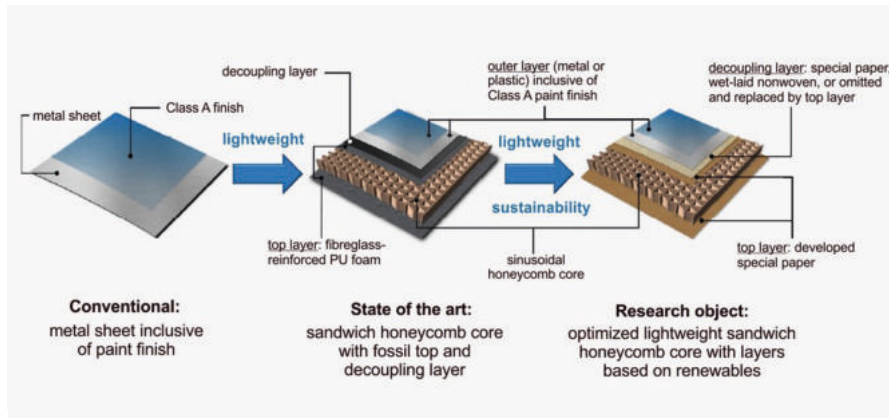 decoupling layer
outer layer (metal or
plastic) inclusive of
Class A paint finish
decoupling layer: special paper,
wet-laid nonwoven, or omitted
and replaced by top layer
metal sheet
Class A finish
lightweight
lightweight
sustainability
top layer: fibreglass-
reinforced PU foam
sinusoidal
honeycomb core
top layer: developed
special paper
Conventional:
metal sheet inclusive
of paint finish
State of the art:
sandwich honeycomb core
with fossil top and
decoupling layer
Research object:
optimized lightweight sandwich
honeycomb core with layers
based on renewables